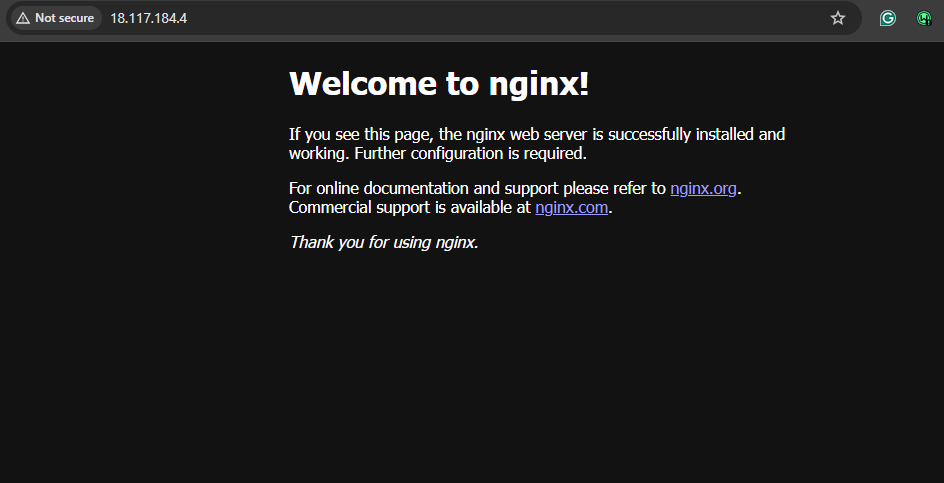 Not secure 18.117.184.4
Welcome to nginx!
If you see this page, the nginx web server is successfully installed and
working. Further configuration is required.
For online documentation and support please refer to nginx.org.
Commercial support is available at nginx.com.
Thank you for using nginx.